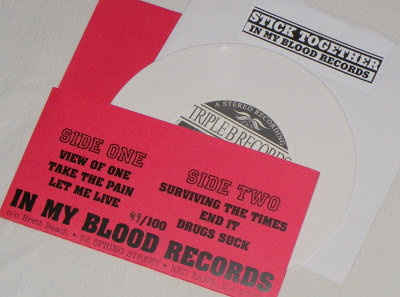 STICK TOGETHER
IN MY BLOOD RECORDS
A STEREO RECORDING
TRIPLE B RECORDS
SIDE ONE
VIEW OF ONE
TAKE THE PAIN
LET ME LIVE
SIDE TWO
SURVIVING THE TIMES
END IT
DRUGS SUCK
49/100
IN MY BLOOD RECORDS
c/o Brett Beach • 52 SPRING STREET • RED BANK, NJ